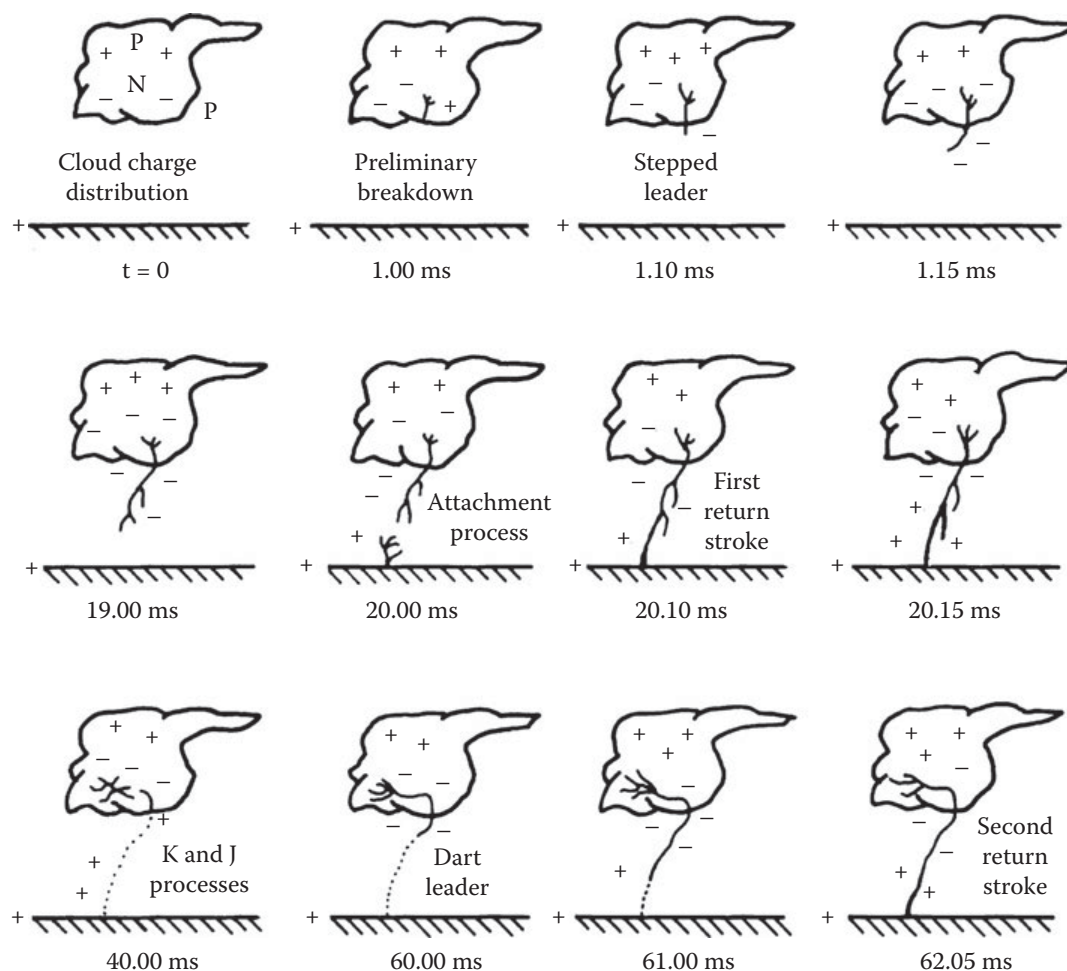 P
+ +
N
− −
P
Cloud charge
distribution
+
t = 0
+ +
− − +
Preliminary
breakdown
+
1.00 ms
+ + +
− −
−
Stepped
leader
+
1.10 ms
+ +
− − −
− −
+
1.15 ms
+ + +
− − −
− − −
+
19.00 ms
+ +
− − −
− −
+
Attachment
process
+
20.00 ms
+ +
− − −
− − −
+
First
return
stroke
+
20.10 ms
+ +
− − −
− −
+ +
+
20.15 ms
+ +
− − −
+
+ +
K and J
processes
+
40.00 ms
+ +
− −
− −
Dart
leader
60.00 ms
+ + +
− −
− − −
+
+
61.00 ms
+ + +
−
− −
+ +
Second
return
stroke
+
62.05 ms